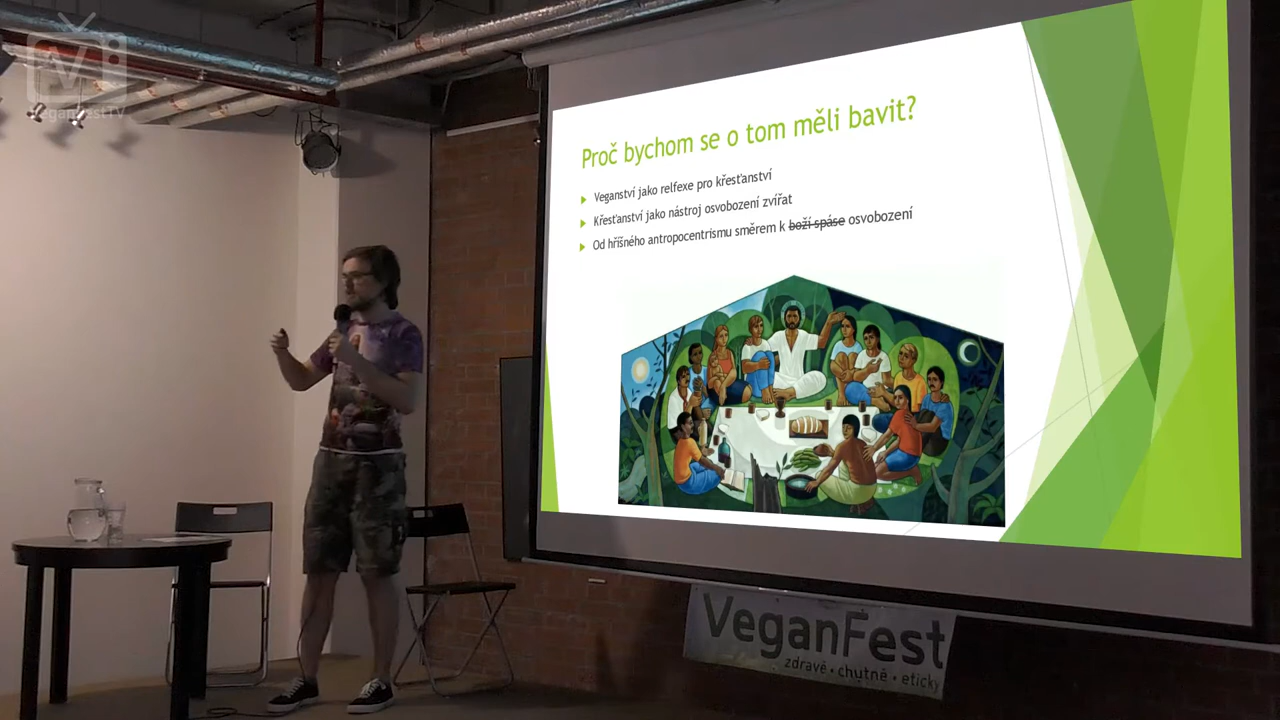 VeganFestTV
Proč bychom se o tom měli bavit?
Veganství jako relfexe pro křesťanství
Křesťanství jako nástroj osvobození zvířat
Od hříšného antropocentrismu směrem k boží spáse osvobození
VeganFest
zdravě • chutně • eticky